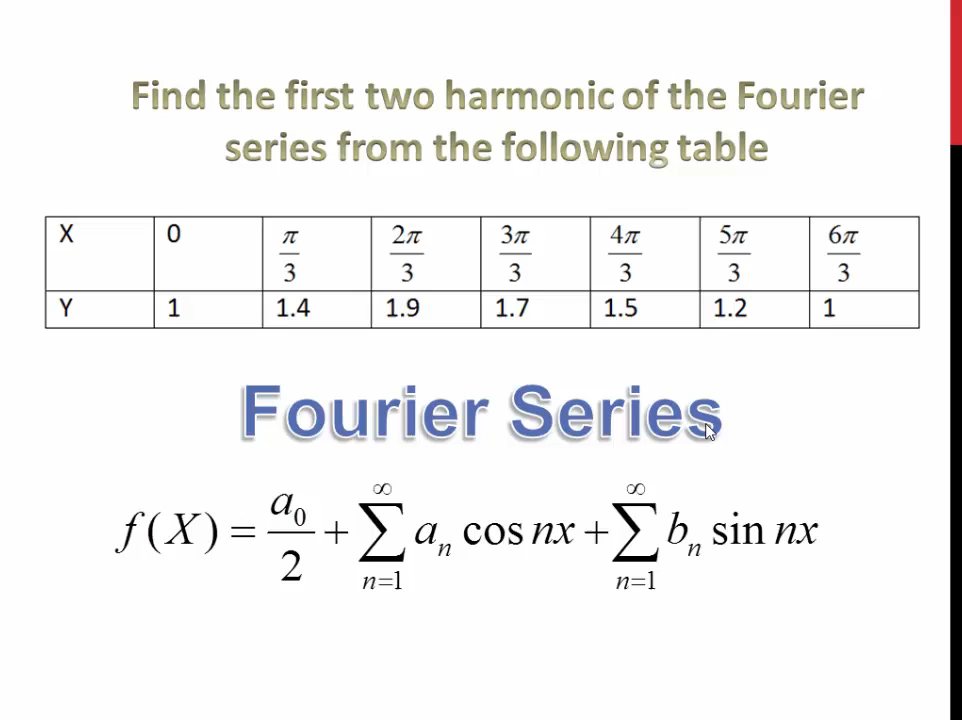 Find the first two harmonic of the Fourier
series from the following table
X 0 π/3 2π/3 3π/3 4π/3 5π/3 6π/3
Y 1 1.4 1.9 1.7 1.5 1.2 1
Fourier Series
f(X) = a₀/2 + ∑_{n=1}^{∞} aₙ cos nx + ∑_{n=1}^{∞} bₙ sin nx